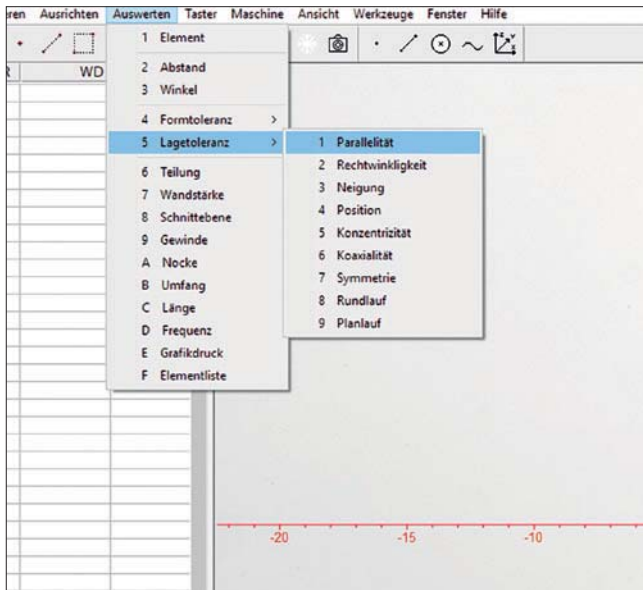 eren Ausrichten Auswerten Taster Maschine Ansicht Werkzeuge Fenster Hilfe
R WD
1 Element
2 Abstand
3 Winkel
4 Formtoleranz >
5 Lagetoleranz >
6 Teilung
7 Wandstärke
8 Schnittebene
9 Gewinde
A Nocke
B Umfang
C Länge
D Frequenz
E Grafikdruck
F Elementliste
1 Parallelität
2 Rechtwinkligkeit
3 Neigung
4 Position
5 Konzentrizität
6 Koaxialität
7 Symmetrie
8 Rundlauf
9 Planlauf
-20 -15 -10